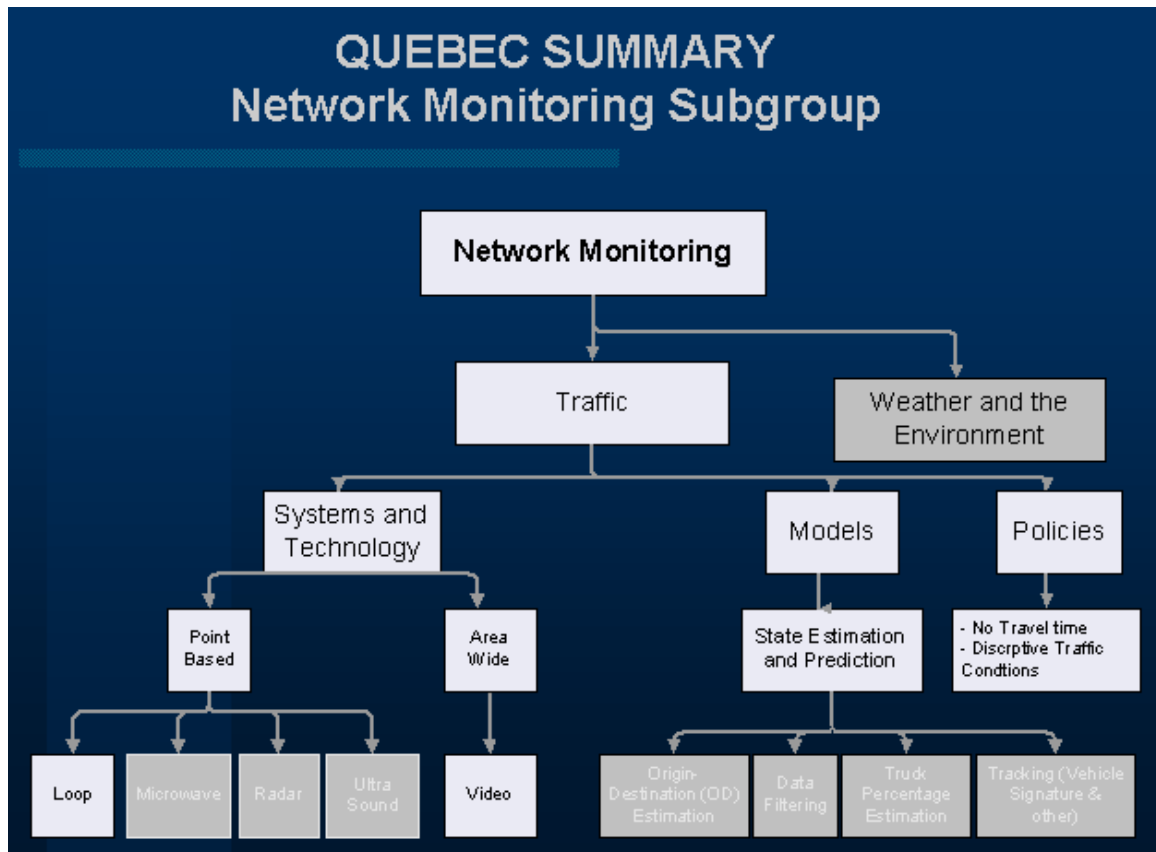 QUEBEC SUMMARY
Network Monitoring Subgroup
Network Monitoring
Traffic
Weather and the
Environment
Systems and
Technology
Models
Policies
Point
Based
Area
Wide
State Estimation
and Prediction
- No Travel time
- Discrptive Traffic
Condtions
Loop
Microwave
Radar
Ultra
Sound
Video
Origin-
Destination (OD)
Estimation
Data
Filtering
Truck
Percentage
Estimation
Tracking (Vehicle
Signature &
other)